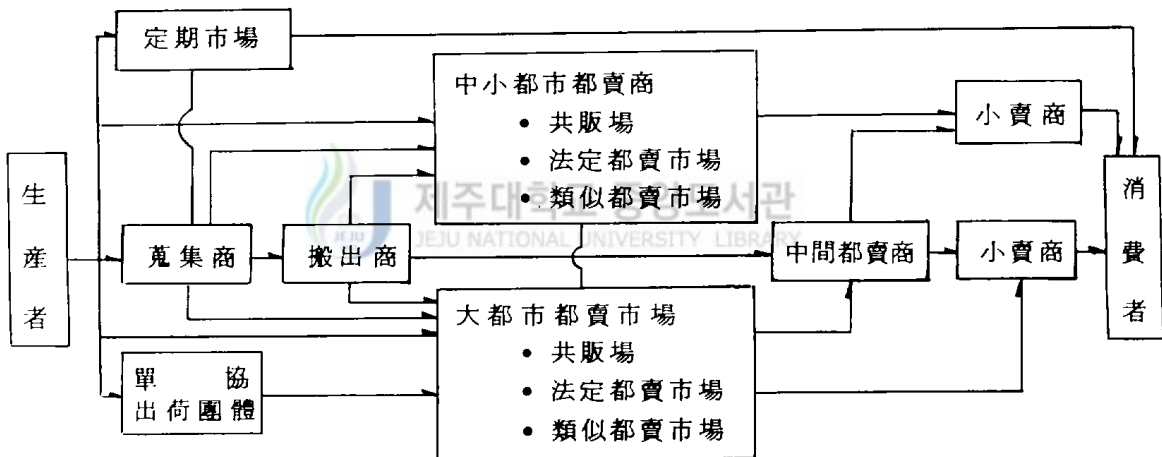 定期市場
中小都市都賣商
• 共販場
• 法定都賣市場
• 類似都賣市場
小賣商
生産者
消費者
제주대학교 중앙도서관
JEJU NATIONAL UNIVERSITY LIBRARY
JEJU
蒐集商
搬出商
中間都賣商
小賣商
大都市都賣市場
• 共販場
• 法定都賣市場
• 類似都賣市場
單協
出荷團體